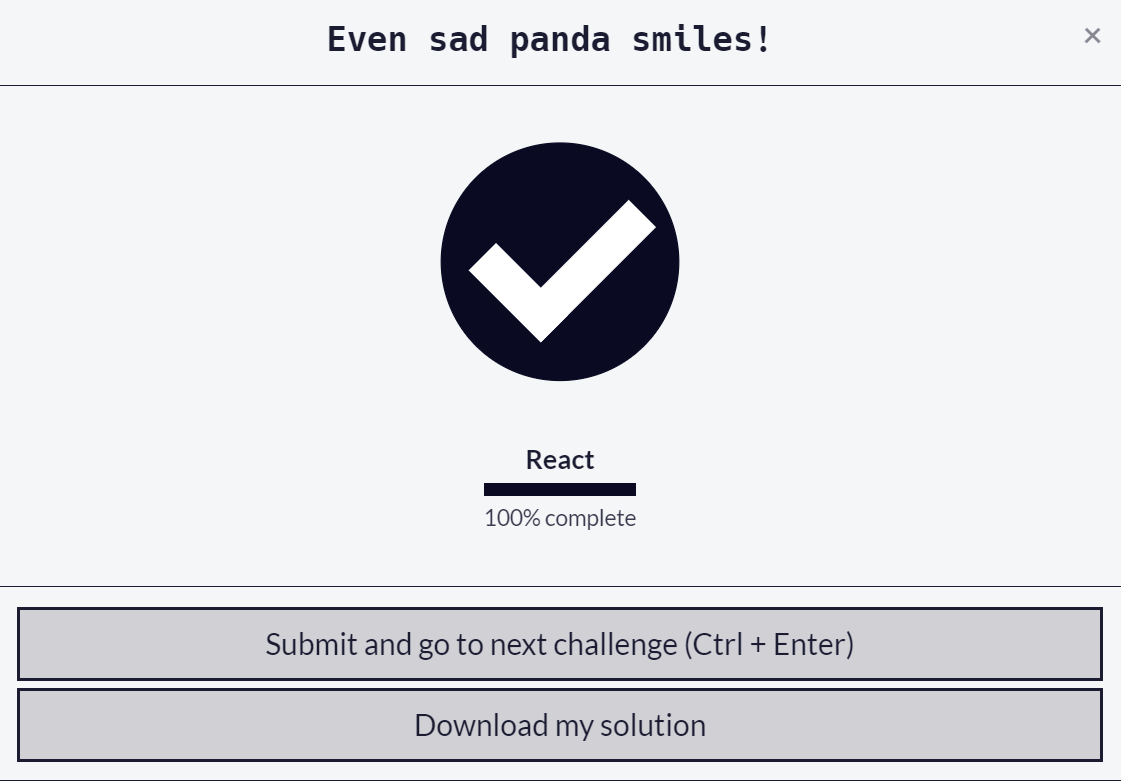 Even sad panda smiles!
×
React
100% complete
Submit and go to next challenge (Ctrl + Enter)
Download my solution